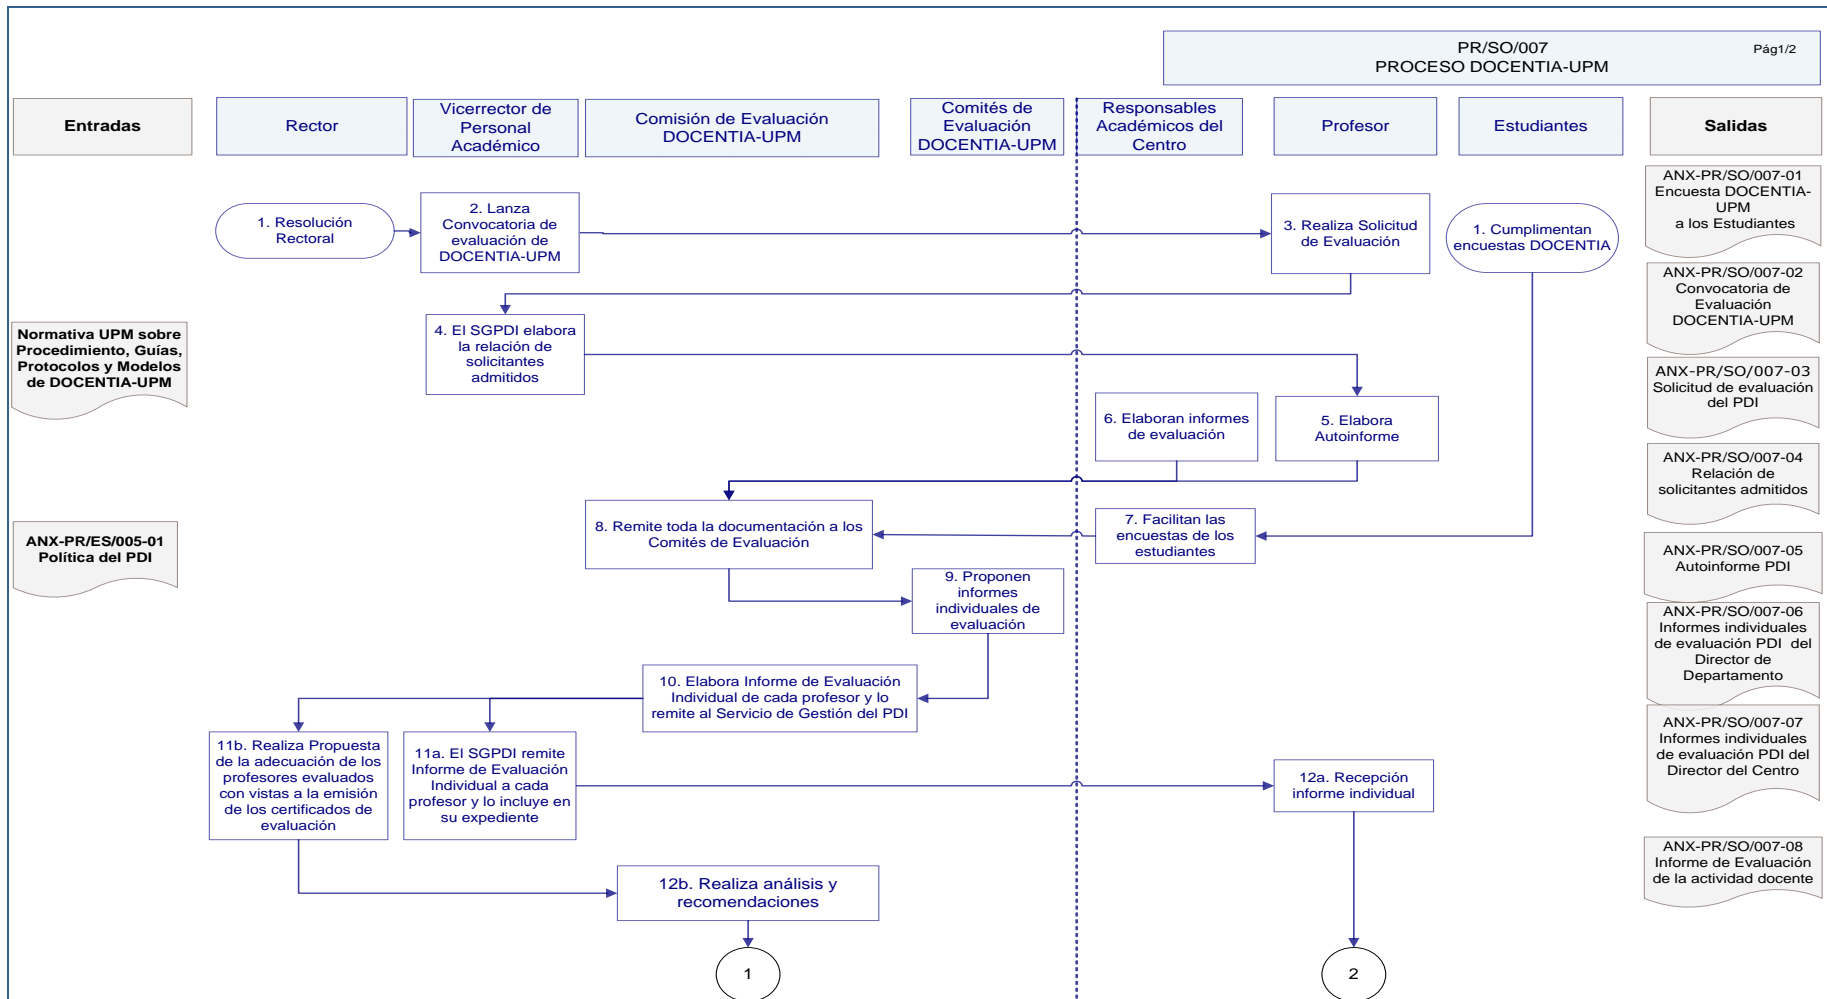 PR/SO/007
PROCESO DOCENTIA-UPM
Pág1/2
Entradas
Rector
Vicerrector de
Personal
Académico
Comisión de Evaluación
DOCENTIA-UPM
Comités de
Evaluación
DOCENTIA-UPM
Responsables
Académicos del
Centro
Profesor
Estudiantes
Salidas
1. Resolución
Rectoral
2. Lanza
Convocatoria de
evaluación de
DOCENTIA-UPM
3. Realiza Solicitud
de Evaluación
1. Cumplimentan
encuestas DOCENTIA
ANX-PR/SO/007-01
Encuesta DOCENTIA-
UPM
a los Estudiantes
ANX-PR/SO/007-02
Convocatoria de
Evaluación
DOCENTIA-UPM
Normativa UPM sobre
Procedimiento, Guías,
Protocolos y Modelos
de DOCENTIA-UPM
4. El SGPDI elabora
la relación de
solicitantes
admitidos
ANX-PR/SO/007-03
Solicitud de evaluación
del PDI
6. Elaboran informes
de evaluación
5. Elabora
Autoinforme
ANX-PR/SO/007-04
Relación de
solicitantes admitidos
ANX-PR/ES/005-01
Política del PDI
8. Remite toda la documentación a los
Comités de Evaluación
7. Facilitan las
encuestas de los
estudiantes
ANX-PR/SO/007-05
Autoinforme PDI
9. Proponen
informes
individuales de
evaluación
ANX-PR/SO/007-06
Informes individuales
de evaluación PDI  del
Director de
Departamento
10. Elabora Informe de Evaluación
Individual de cada profesor y lo
remite al Servicio de Gestión del PDI
ANX-PR/SO/007-07
Informes individuales
de evaluación PDI del
Director del Centro
11b. Realiza Propuesta
de la adecuación de los
profesores evaluados
con vistas a la emisión
de los certificados de
evaluación
11a. El SGPDI remite
Informe de Evaluación
Individual a cada
profesor y lo incluye en
su expediente
12a. Recepción
informe individual
ANX-PR/SO/007-08
Informe de Evaluación
de la actividad docente
12b. Realiza análisis y
recomendaciones
1
2